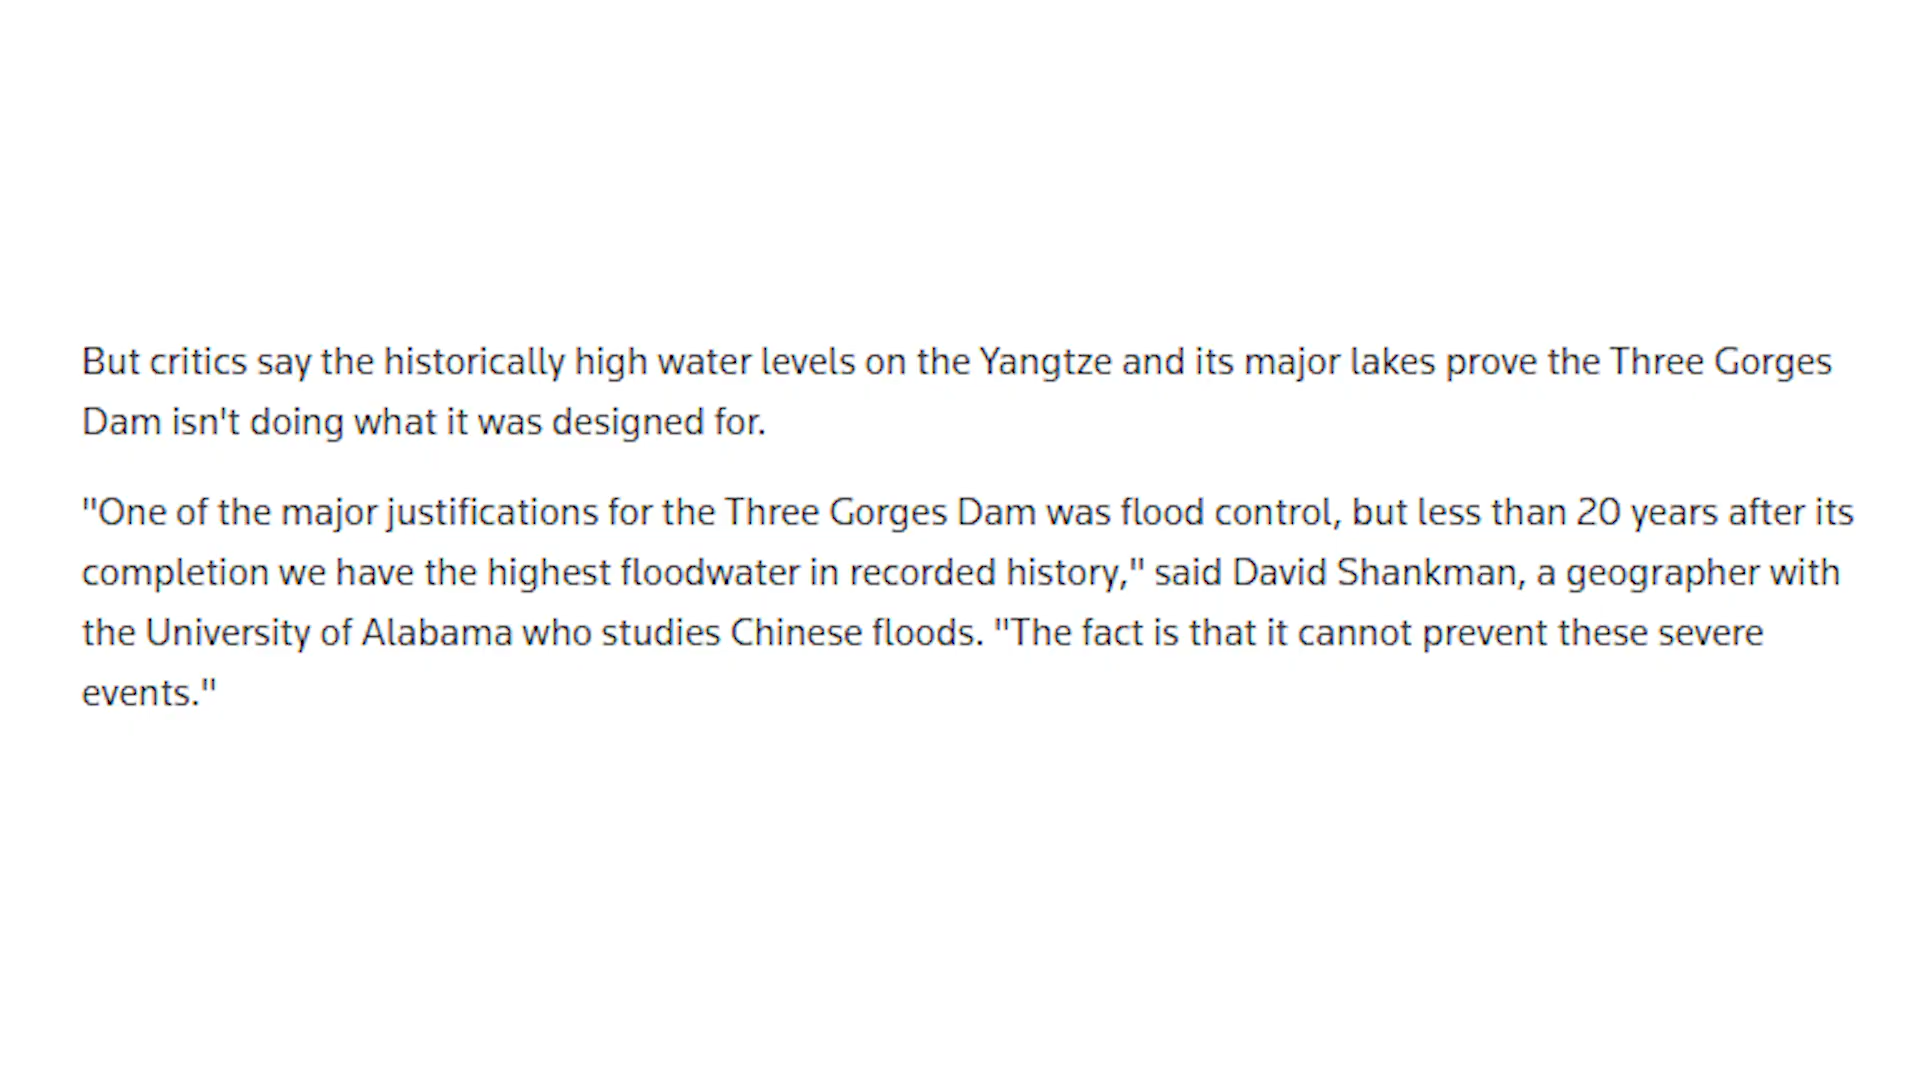 But critics say the historically high water levels on the Yangtze and its major lakes prove the Three Gorges
Dam isn't doing what it was designed for.
"One of the major justifications for the Three Gorges Dam was flood control, but less than 20 years after its
completion we have the highest floodwater in recorded history," said David Shankman, a geographer with
the University of Alabama who studies Chinese floods. "The fact is that it cannot prevent these severe
events."